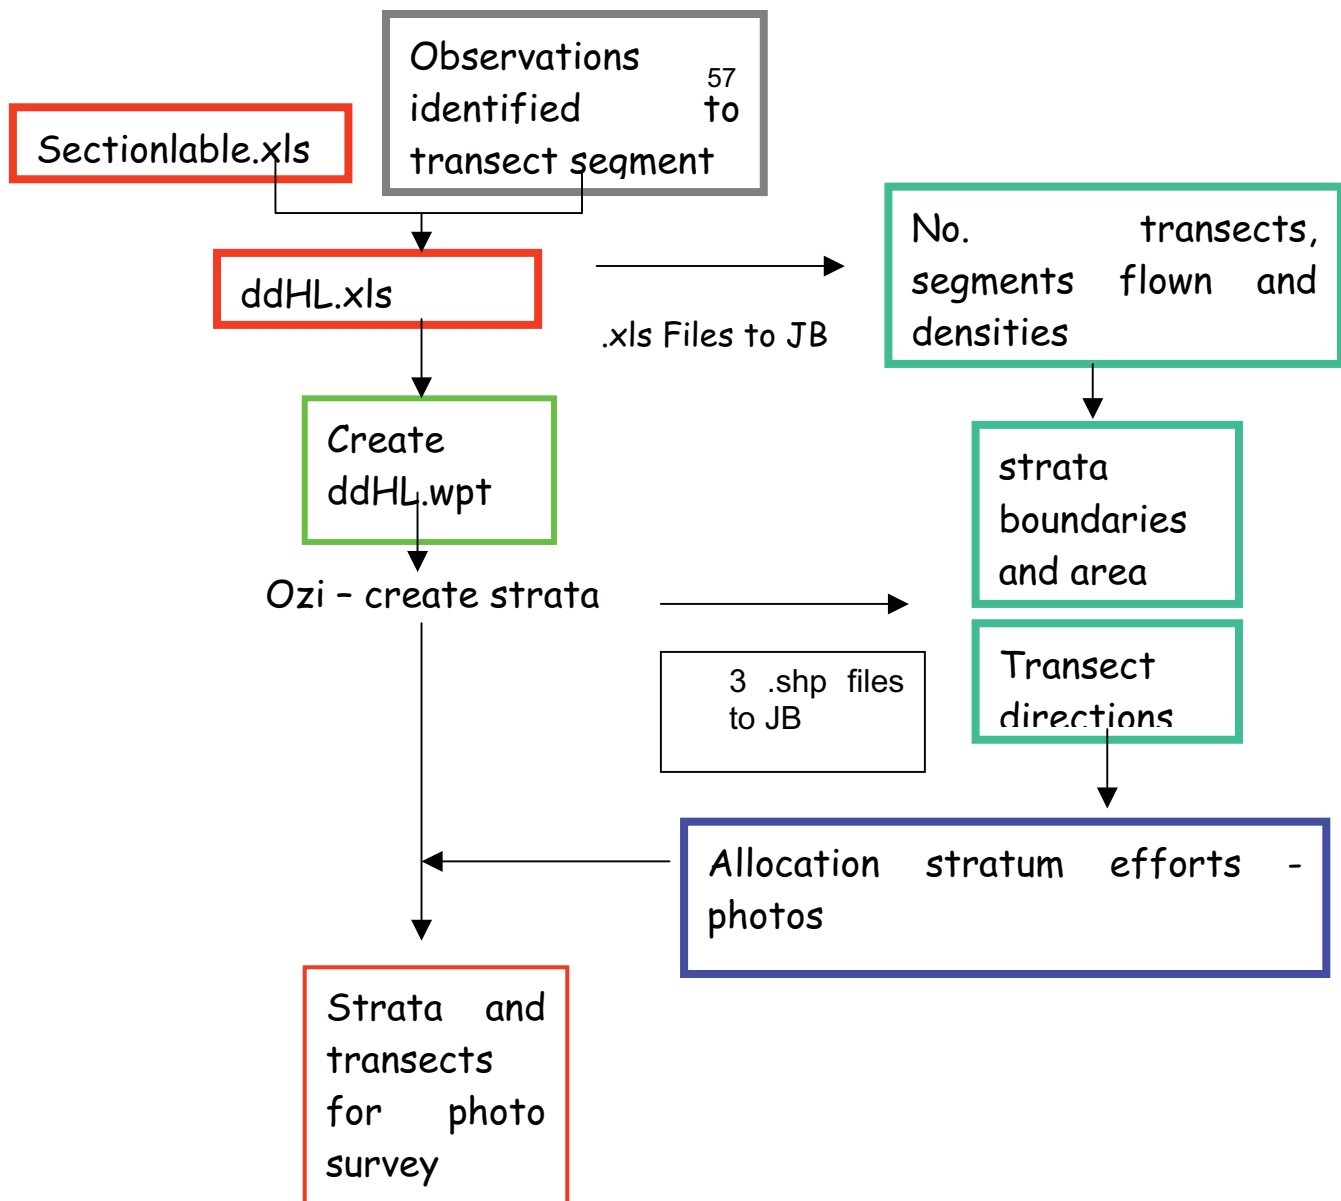 Observations
57
identified to
transect segment
Sectionlable.xls
ddHL.xls
.xls Files to JB
No. transects,
segments flown and
densities
Create
ddHL.wpt
strata
boundaries
and area
Ozi – create strata
3 .shp files
to JB
Transect
directions
Allocation stratum efforts -
photos
Strata and
transects
for photo
survey